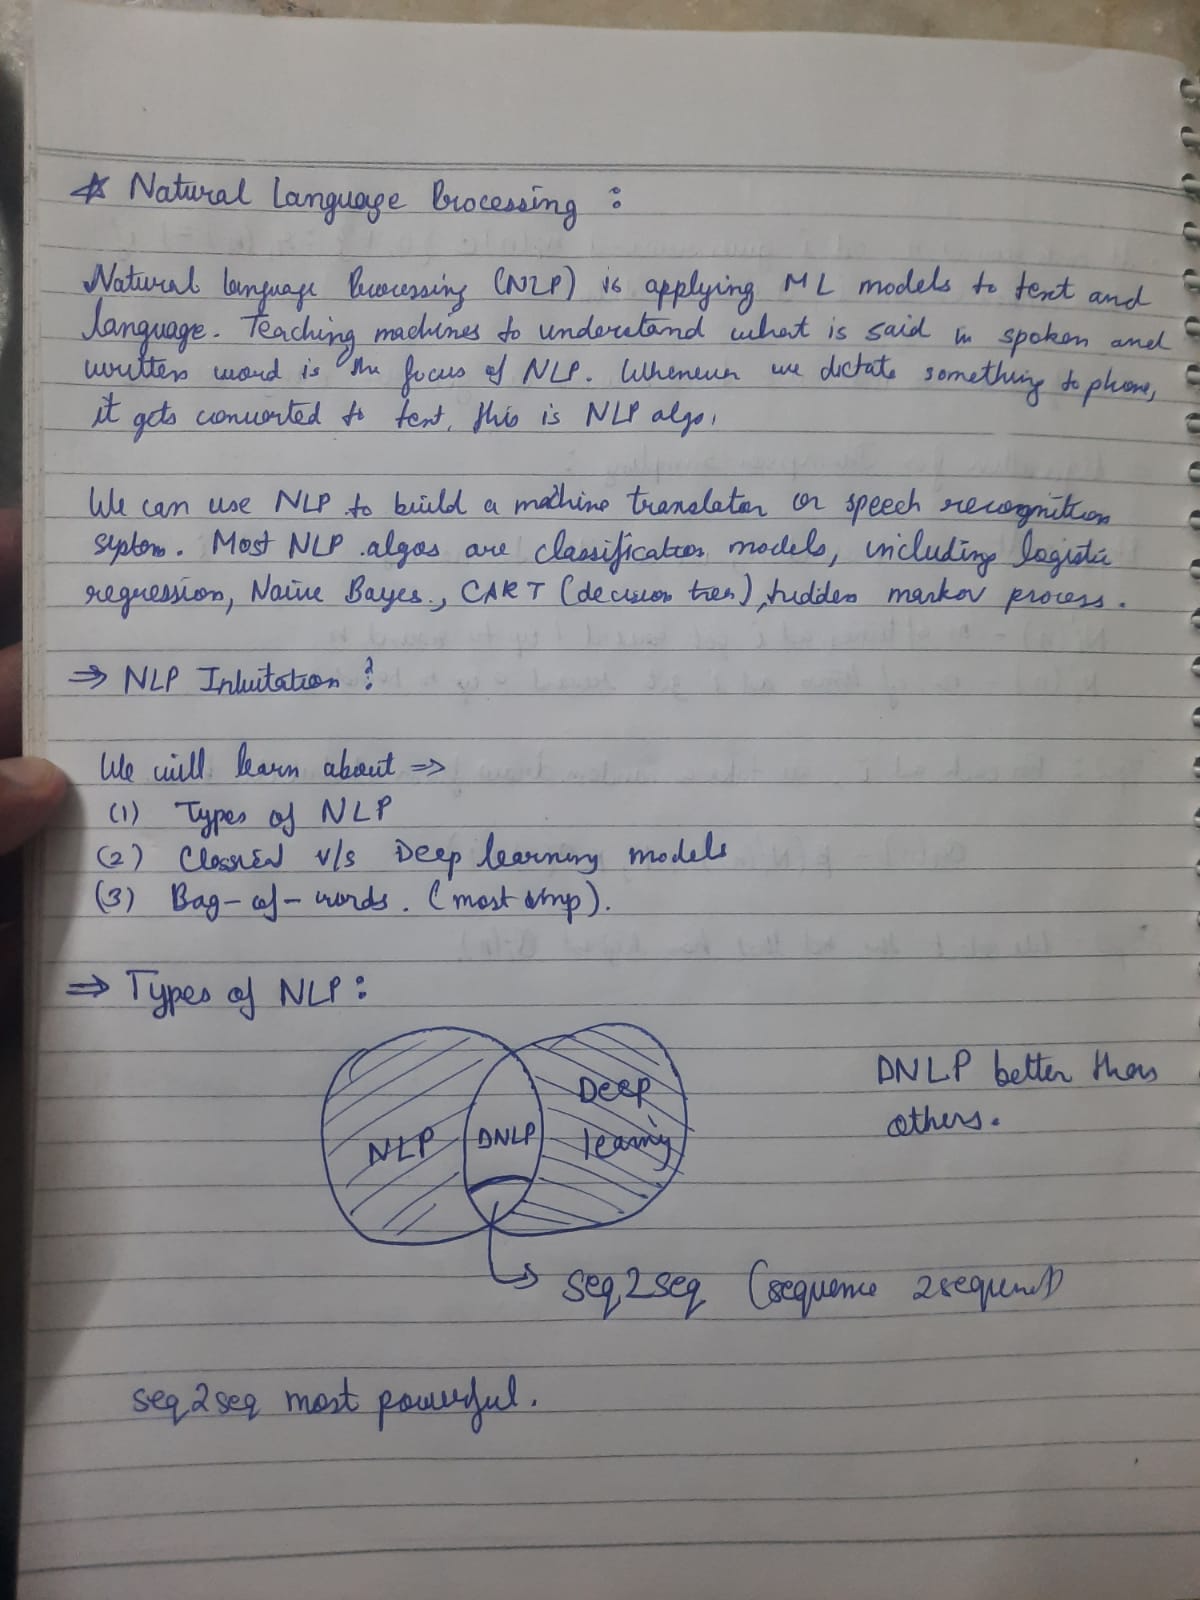 ☆ Natural Language Processing :
Natural language Processing (NLP) is applying ML models to text and
language. Teaching machines to understand what is said in spoken and
written word is the focus of NLP. Whenever we dictate something to phone,
it gets converted to text, this is NLP algo.
We can use NLP to build a machine translator or speech recognition
system. Most NLP algos are classification models, including logistic
regression, Naive Bayes, CART (decision tree), hidden markov process.
⇒ NLP Intuitation :
We will learn about ⇒
(1) Types of NLP
(2) Classical v/s Deep learning models
(3) Bag-of-words. (most imp).
⇒ Types of NLP :
NLP
DNLP
Deep
learning
DNLP better than
others.
seq2seq (sequence 2 sequence)
seq2seq most powerful.